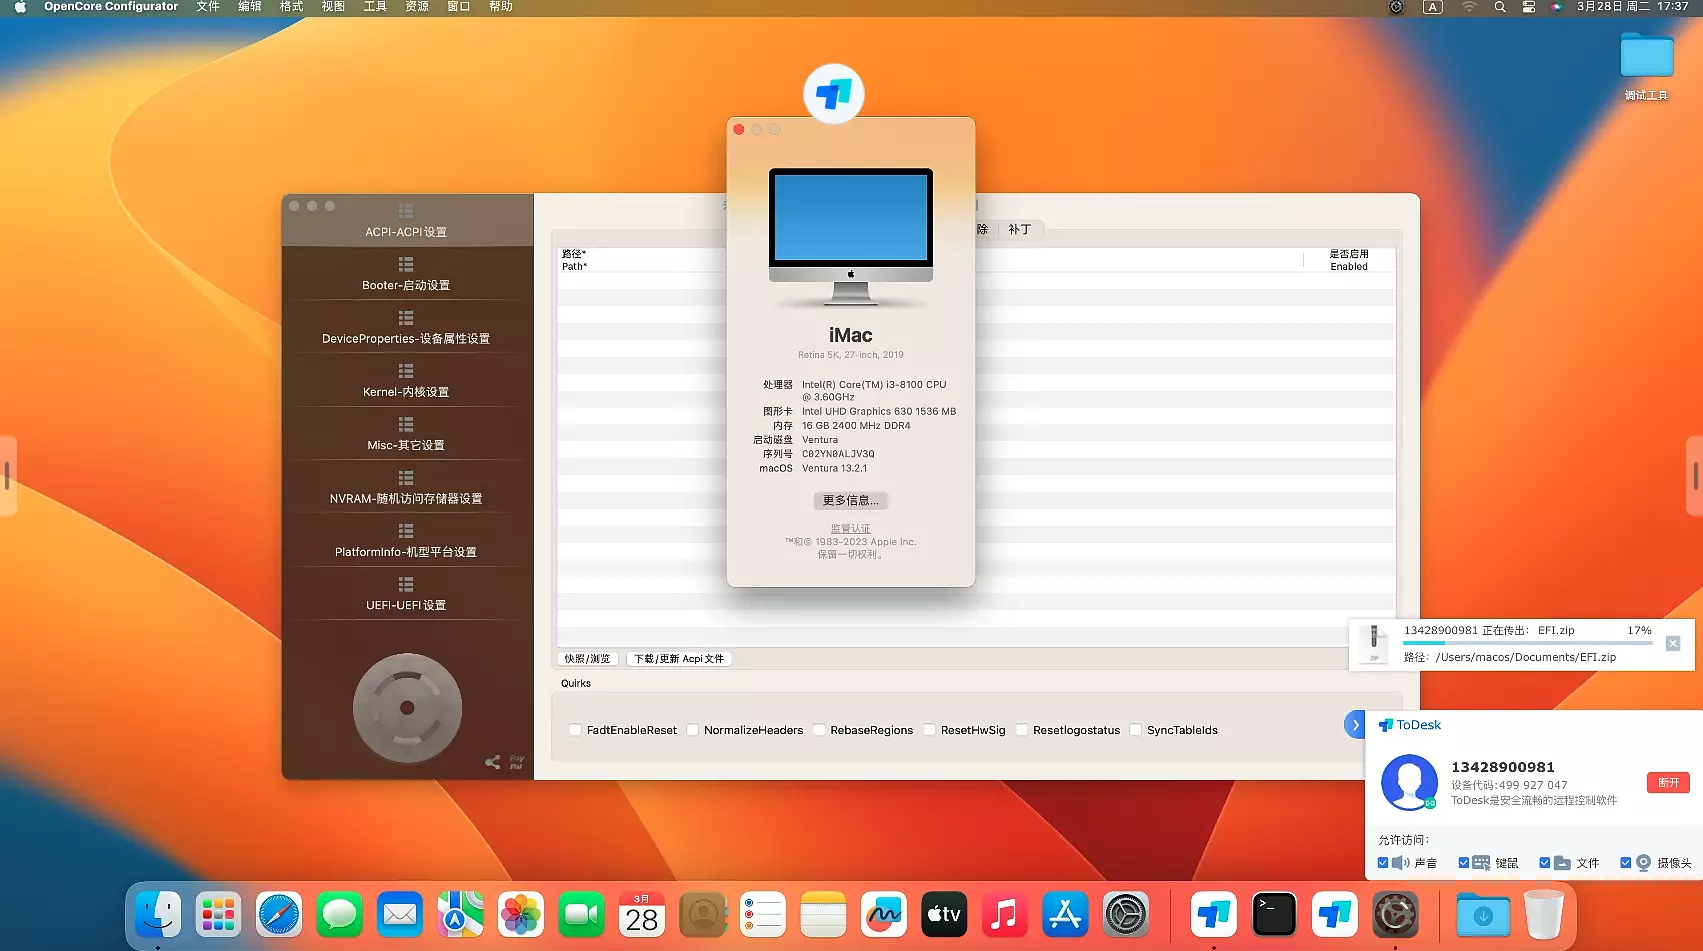 OpenCore Configurator 文件 编辑 格式 视图 工具 资源 窗口 帮助
A 3月28日 周二 17:37
调试工具
ACPI-ACPI设置
Booter-启动设置
DeviceProperties-设备属性设置
Kernel-内核设置
Misc-其它设置
NVRAM-随机访问存储器设置
PlatformInfo-机型平台设置
UEFI-UEFI设置
Pay
Pal
除 补丁
路径*
Path*
是否启用
Enabled
iMac
Retina 5K, 27-inch, 2019
处理器 Intel(R) Core(TM) i3-8100 CPU
@ 3.60GHz
图形卡 Intel UHD Graphics 630 1536 MB
内存 16 GB 2400 MHz DDR4
启动磁盘 Ventura
序列号 C02YN0ALJV3Q
macOS Ventura 13.2.1
更多信息...
监管认证
™和© 1983-2023 Apple Inc.
保留一切权利。
快照/浏览 下载/更新 Acpi 文件
Quirks
FadtEnableReset NormalizeHeaders RebaseRegions ResetHwSig Resetlogostatus SyncTableIds
13428900981 正在传出: EFI.zip 17%
路径: /Users/macos/Documents/EFI.zip
ZIP
ToDesk
13428900981
设备代码:499 927 047
ToDesk是安全流畅的远程控制软件
断开
允许访问:
声音 键鼠 文件 摄像头
3月
28
tv